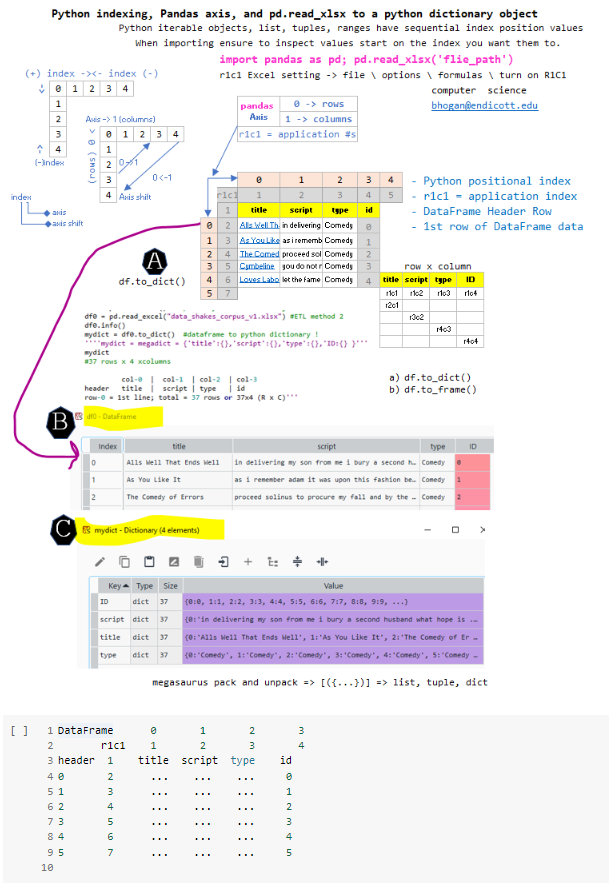 Python indexing, Pandas axis, and pd.read_xlsx to a python dictionary object
Python iterable objects, list, tuples, ranges have sequential index position values
When importing ensure to inspect values start on the index you want them to.
import pandas as pd; pd.read_xlsx('flie_path')
r1c1 Excel setting -> file \ options \ formulas \ turn on R1C1
computer science
bhogan@endicott.edu
(+) index ->
<- index (-)
0 1 2 3 4
1
2
3
4
(-)index
Axis -> 1 (columns)
(rows) 0 <
0 1 2 3 4
1
2
3
4
0 ->1
0 <-1
Axis shift
pandas Axis
0 -> rows
1 -> columns
r1c1 = application #s
index
axis
axis shift
0 1 2 3 4
r1c1 1 2 3 4 5
1 title script type id
0 2 Alls Well Th in delivering Comedy 0
1 3 As You Like as i rememb Comedy 1
2 4 The Comed proceed sol Comedy 2
3 5 Cymbeline you do not r Comedy 3
4 6 Loves Labo let the fame Comedy 4
5 7
- Python positional index
- r1c1 = application index
- DataFrame Header Row
- 1st row of DataFrame data
A
df.to_dict()
row x column
title script type ID
r1c1 r1c2 r1c3 r1c4
r2c1
r3c2
r4c3
r4c4
df0 = pd.read_excel("data_shakes_corpus_v1.xlsx") #ETL method 2
df0.info()
mydict = df0.to_dict() #dataframe to python dictionary !
''''mydict = megadict = {'title':{},'script':{},'type':{},'ID:{} }'''
mydict
#37 rows x 4 xcolumns
col-0 | col-1 | col-2 | col-3
header title | script | type | id
row-0 = 1st line; total = 37 rows or 37x4 (R x C)'''
a) df.to_dict()
b) df.to_frame()
B
df0 - DataFrame
Index title script type ID
0 Alls Well That Ends Well in delivering my son from me i bury a second h… Comedy 0
1 As You Like It as i remember adam it was upon this fashion be… Comedy 1
2 The Comedy of Errors proceed solinus to procure my fall and by the … Comedy 2
C
mydict - Dictionary (4 elements)
Key Type Size Value
ID dict 37 {0:0, 1:1, 2:2, 3:3, 4:4, 5:5, 6:6, 7:7, 8:8, 9:9, ...}
script dict 37 {0:'in delivering my son from me i bury a second husband what hope is ...
title dict 37 {0:'Alls Well That Ends Well', 1:'As You Like It', 2:'The Comedy of Er …
type dict 37 {0:'Comedy', 1:'Comedy', 2:'Comedy', 3:'Comedy', 4:'Comedy', 5:'Comedy …
megasaurus pack and unpack => [({...})] => list, tuple, dict
[ ] 1 DataFrame 0 1 2 3
2 r1c1 1 2 3 4
3 header 1 title script type id
4 0 2 ... ... ... 0
5 1 3 ... ... ... 1
6 2 4 ... ... ... 2
7 3 5 ... ... ... 3
8 4 6 ... ... ... 4
9 5 7 ... ... ... 5
10